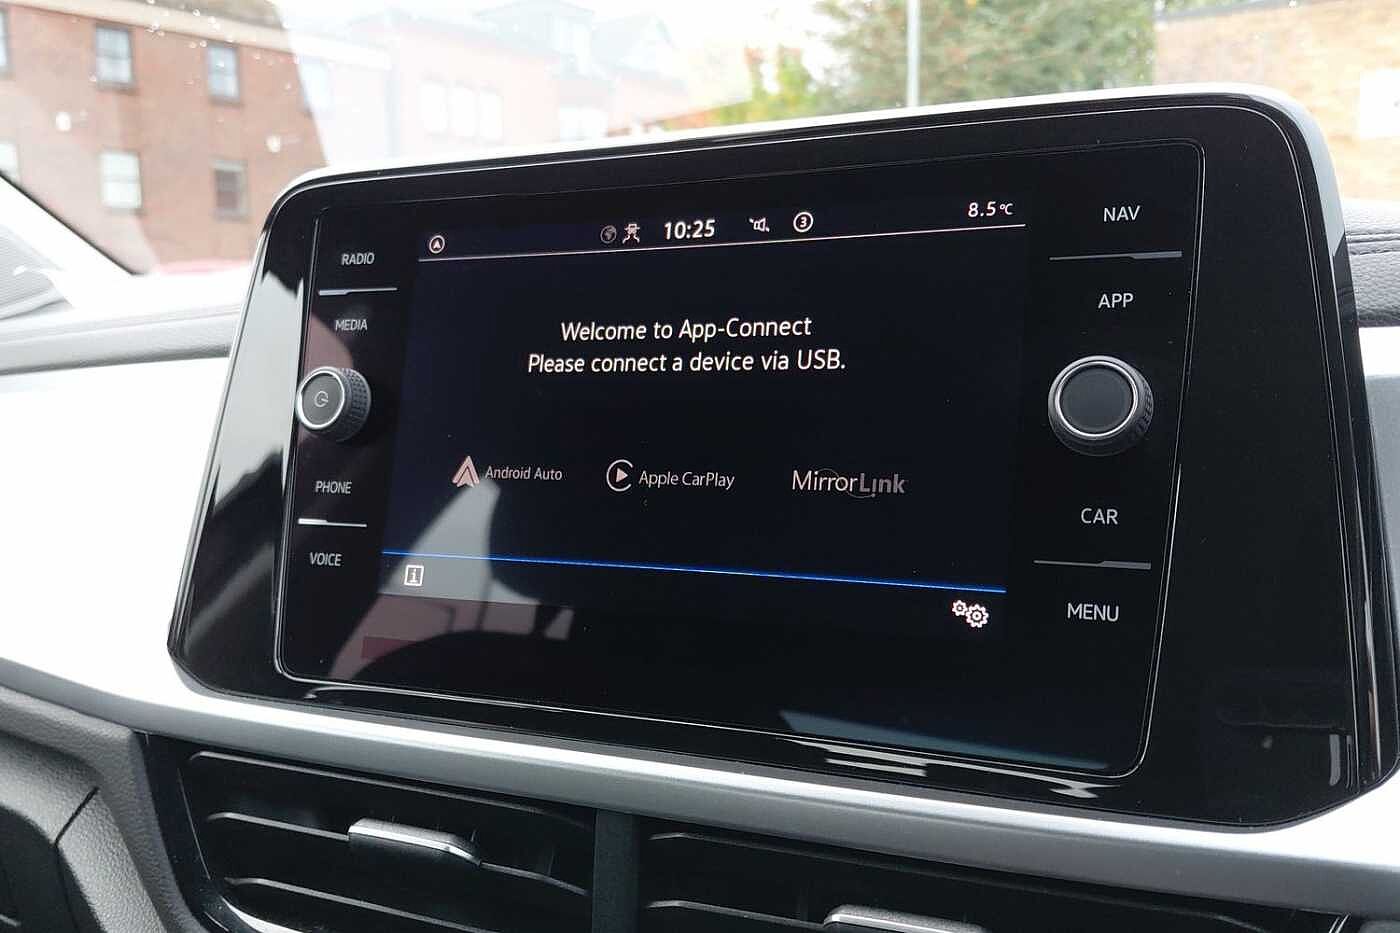 RADIO
MEDIA
PHONE
VOICE
10:25
3
8.5°C
Welcome to App-Connect
Please connect a device via USB.
Android Auto
Apple CarPlay
MirrorLink
i
NAV
APP
CAR
MENU